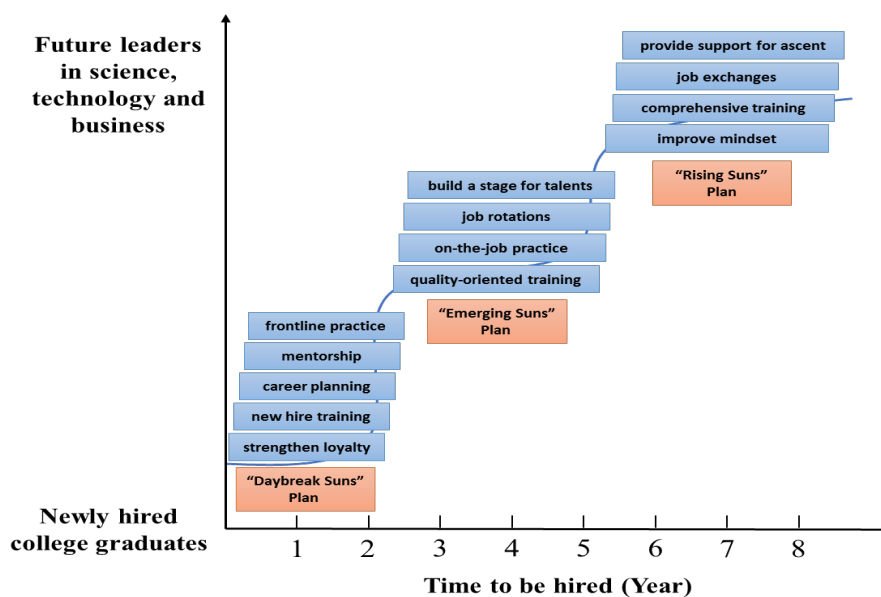 Future leaders
in science,
technology and
business
provide support for ascent
job exchanges
comprehensive training
improve mindset
“Rising Suns”
Plan
build a stage for talents
job rotations
on-the-job practice
quality-oriented training
“Emerging Suns”
Plan
frontline practice
mentorship
career planning
new hire training
strengthen loyalty
“Daybreak Suns”
Plan
Newly hired
college graduates
1 2 3 4 5 6 7 8
Time to be hired (Year)